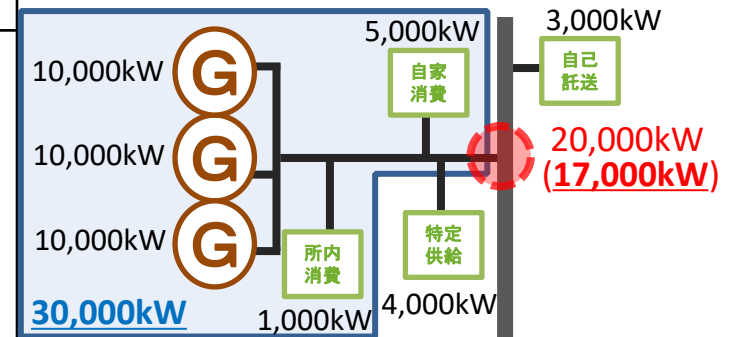 5,000kW
3,000kW
10,000kW
G
自家
消費
自己
託送
10,000kW
G
20,000kW
(17,000kW)
10,000kW
G
所内
消費
特定
供給
30,000kW
1,000kW
4,000kW